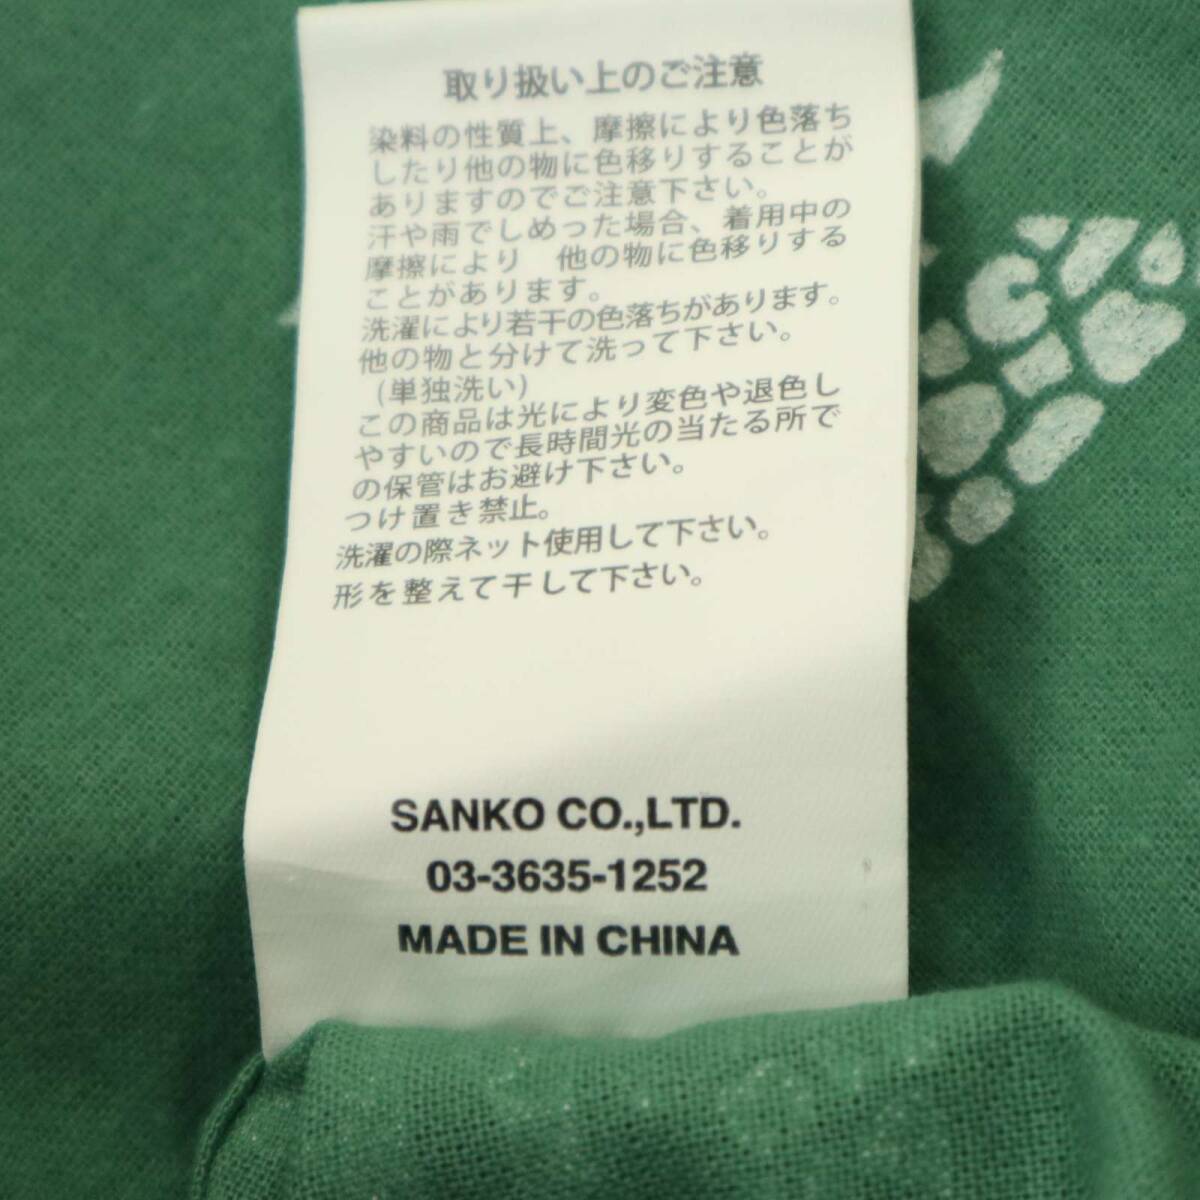 取り扱い上のご注意
染料の性質上、摩擦により色落ち
したり他の物に色移りすることが
ありますのでご注意下さい。
汗や雨でしめった場合、着用中の
摩擦により　他の物に色移りする
ことがあります。
洗濯により若干の色落ちがあります。
他の物と分けて洗って下さい。
(単独洗い)
この商品は光により変色や退色し
やすいので長時間光の当たる所で
の保管はお避け下さい。
つけ置き禁止。
洗濯の際ネット使用して下さい。
形を整えて干して下さい。
SANKO CO.,LTD.
03-3635-1252
MADE IN CHINA